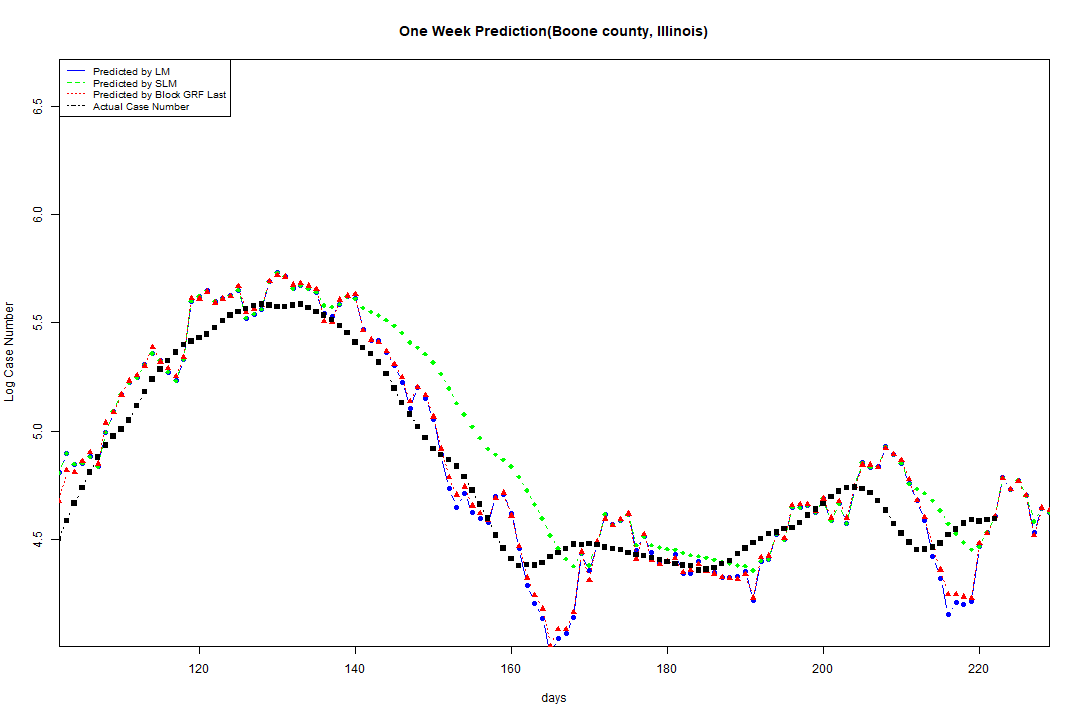 One Week Prediction(Boone county, Illinois)
Predicted by LM
Predicted by SLM
Predicted by Block GRF Last
Actual Case Number
6.5
6.0
5.5
5.0
4.5
Log Case Number
120 140 160 180 200 220
days